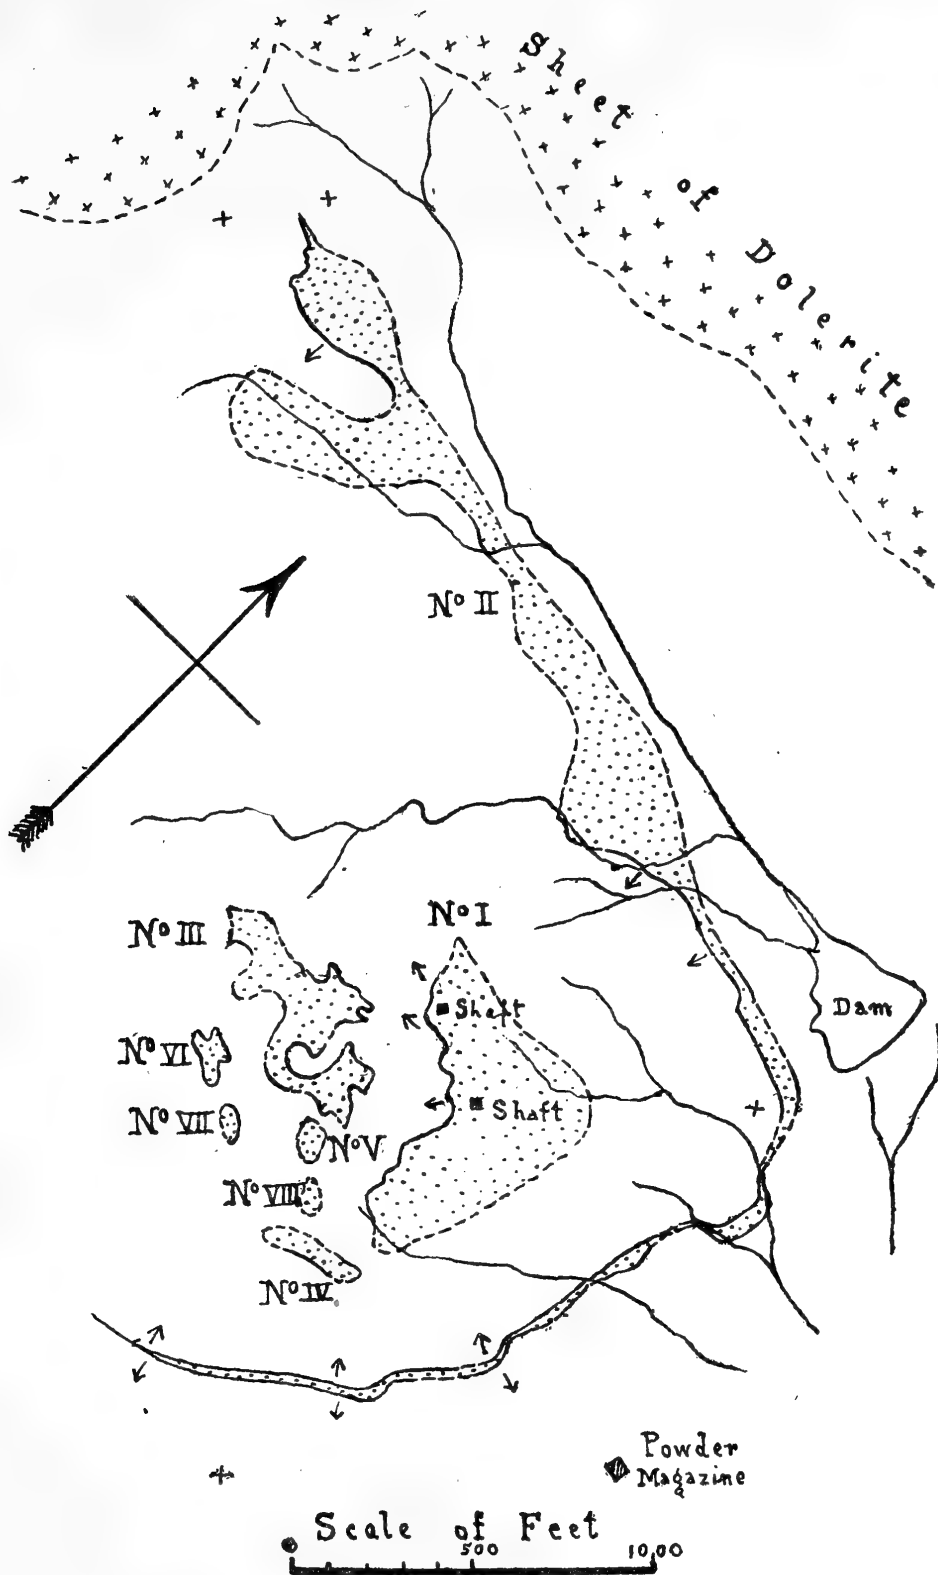 Sheet of Dolerite
No II
No III
No I
Shaft
Dam
No VI
Shaft
No VII
No V
No VIII
No IV
Powder
Magazine
Scale of Feet
0 500 1000